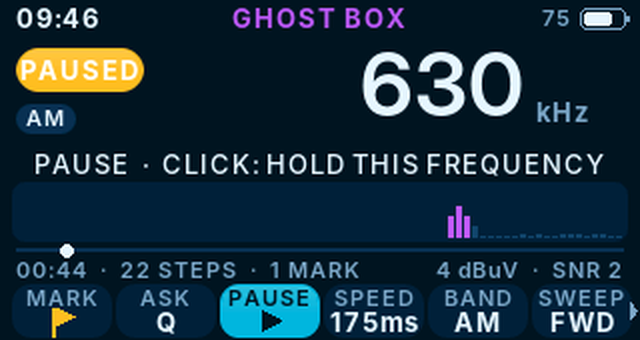 09:46 GHOST BOX 75
PAUSED
630 kHz
AM
PAUSE · CLICK: HOLD THIS FREQUENCY
00:44 · 22 STEPS · 1 MARK 4 dBuV · SNR 2
MARK ASK PAUSE SPEED BAND SWEEP
Q 175ms AM FWD